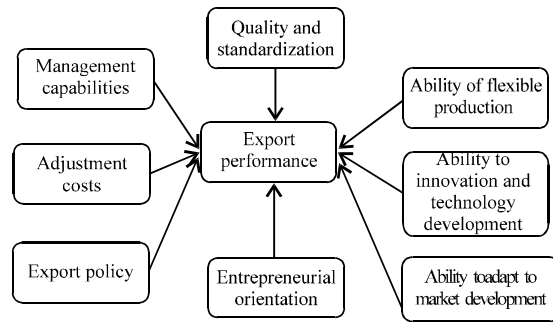 Quality and
standardization
Management
capabilities
Ability of flexible
production
Export
performance
Adjustment
costs
Ability to
innovation and
technology
development
Export policy
Entrepreneurial
orientation
Ability toadapt to
market development